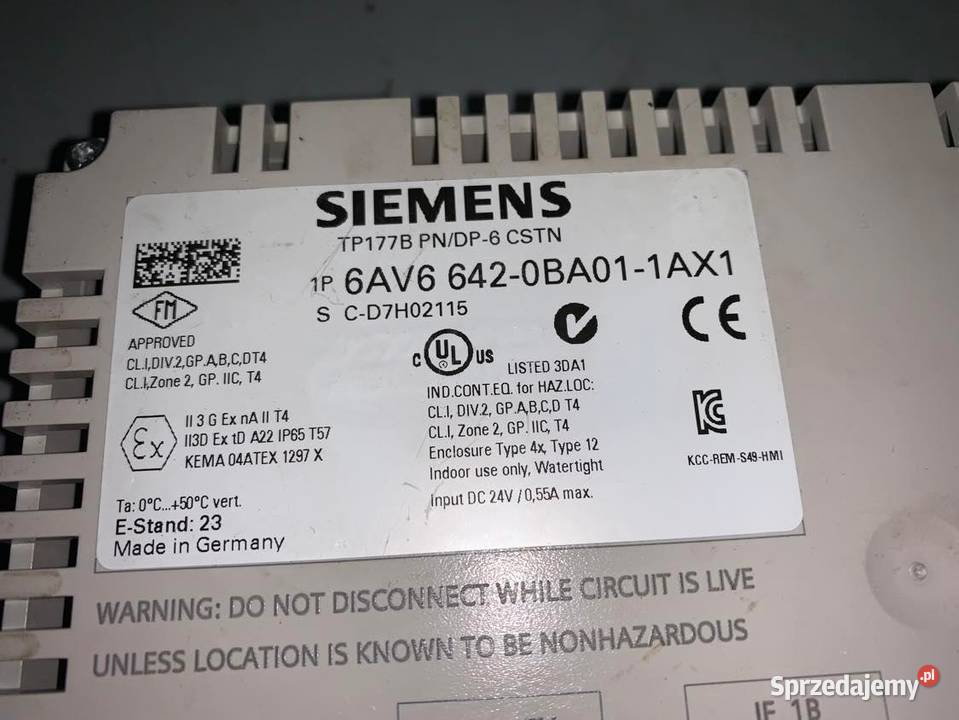 SIEMENS
TP177B PN/DP-6 CSTN
1P 6AV6 642-0BA01-1AX1
S C-D7H02115
FM
APPROVED
CL.I,DIV.2,GP.A,B,C,DT4
CL.I,Zone 2, GP. IIC, T4
Ex
II 3 G Ex nA II T4
II3D Ex tD A22 IP65 T57
KEMA 04ATEX 1297 X
Ta: 0°C...+50°C vert.
E-Stand: 23
Made in Germany
C UL US
LISTED 3DA1
IND.CONT.EQ. for HAZ.LOC:
CL.I, DIV.2, GP.A,B,C,D T4
CL.I, Zone 2, GP. IIC, T4
Enclosure Type 4x, Type 12
Indoor use only, Watertight
Input DC 24V / 0,55A max.
CE
KC
KCC-REM-S49-HMI
WARNING: DO NOT DISCONNECT WHILE CIRCUIT IS LIVE
UNLESS LOCATION IS KNOWN TO BE NONHAZARDOUS
IF 1B
Sprzedajemy.pl